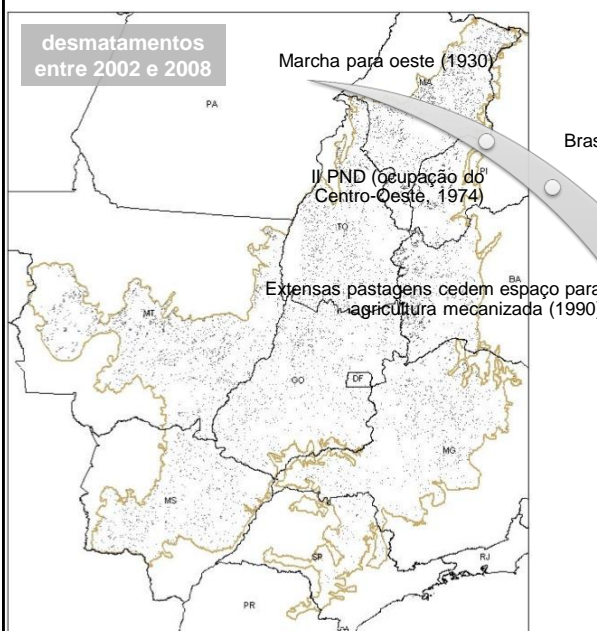 desmatamentos
entre 2002 e 2008
Marcha para oeste (1930)
MA
PA
Bras
II PND (ocupação do
Centro-Oeste, 1974)
PI
TO
BA
Extensas pastagens cedem espaço para
agricultura mecanizada (1990)
MT
GO
DF
MG
MS
SP
RJ
PR